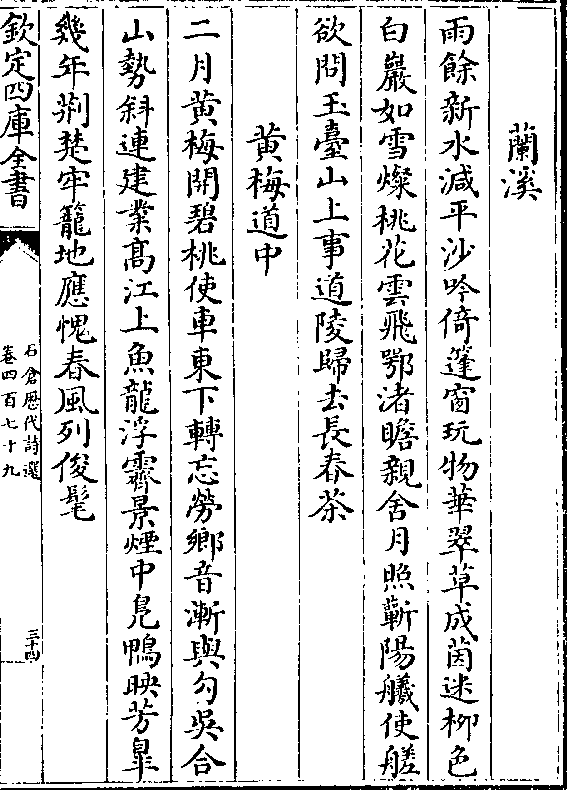 蘭溪
雨餘新水減平沙吟倚篷窗玩物華翠草成茵迷柳色
白巖如雪燦桃花雲飛鄂渚瞻親舍月照蘄陽艤使艖
欲問玉臺山上事道陵歸去長春茶
黄梅道中
二月黄梅開碧桃使車東下轉忘勞鄉音漸與勾吳合
山勢斜連建業髙江上魚龍浮霽景煙中鳬鴨映芳臯
幾年荆楚牢籠地應愧春風列俊髦
欽定四庫全書
石倉歷代詩選
卷四百七十九
三十四